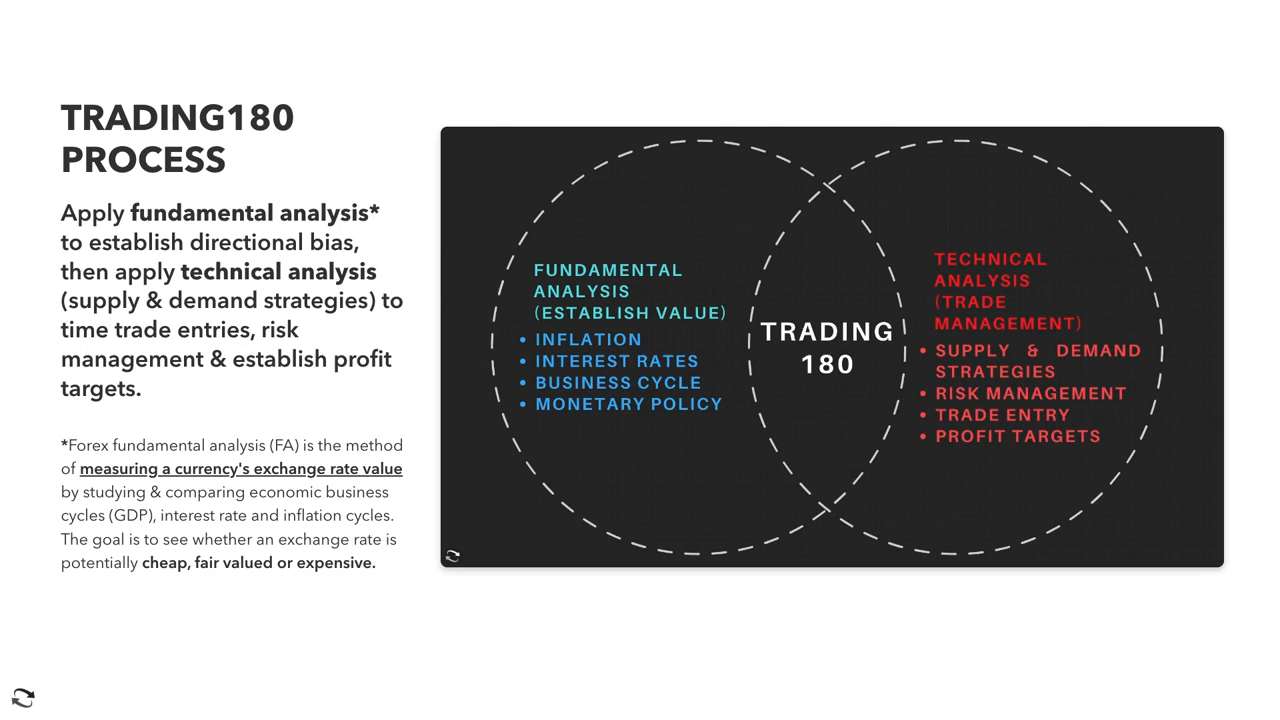 TRADING180
PROCESS
Apply fundamental analysis*
to establish directional bias,
then apply technical analysis
(supply & demand strategies) to
time trade entries, risk
management & establish profit
targets.
*Forex fundamental analysis (FA) is the method
of measuring a currency's exchange rate value
by studying & comparing economic business
cycles (GDP), interest rate and inflation cycles.
The goal is to see whether an exchange rate is
potentially cheap, fair valued or expensive.
FUNDAMENTAL
ANALYSIS
(ESTABLISH VALUE)
• INFLATION
• INTEREST RATES
• BUSINESS CYCLE
• MONETARY POLICY
TRADING
180
TECHNICAL
ANALYSIS
(TRADE
MANAGEMENT)
• SUPPLY & DEMAND
STRATEGIES
• RISK MANAGEMENT
• TRADE ENTRY
• PROFIT TARGETS